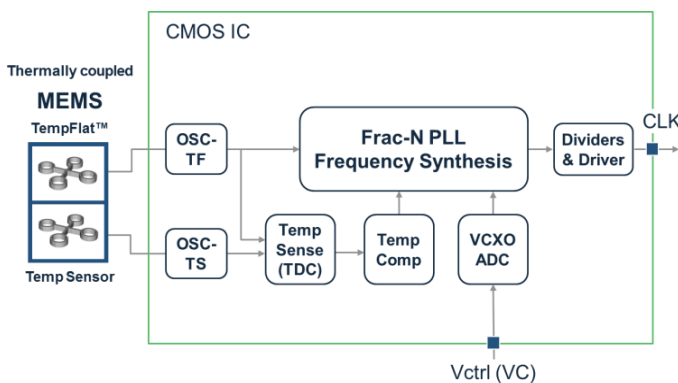 CMOS IC
Thermally coupled
MEMS
TempFlat™
Temp Sensor
OSC-
TF
OSC-
TS
Frac-N PLL
Frequency Synthesis
Temp
Sense
(TDC)
Temp
Comp
VCXO
ADC
Dividers
& Driver
CLK
Vctrl (VC)